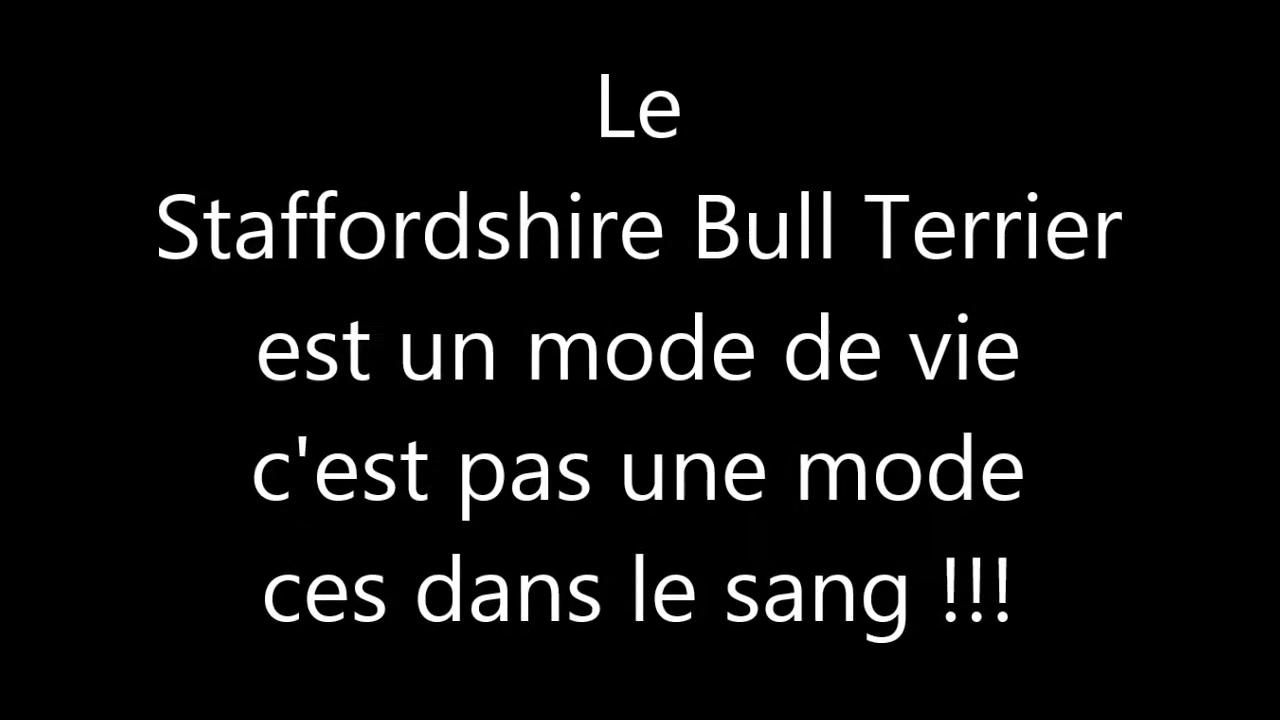 Le
Staffordshire Bull Terrier
est un mode de vie
c'est pas une mode
ces dans le sang !!!